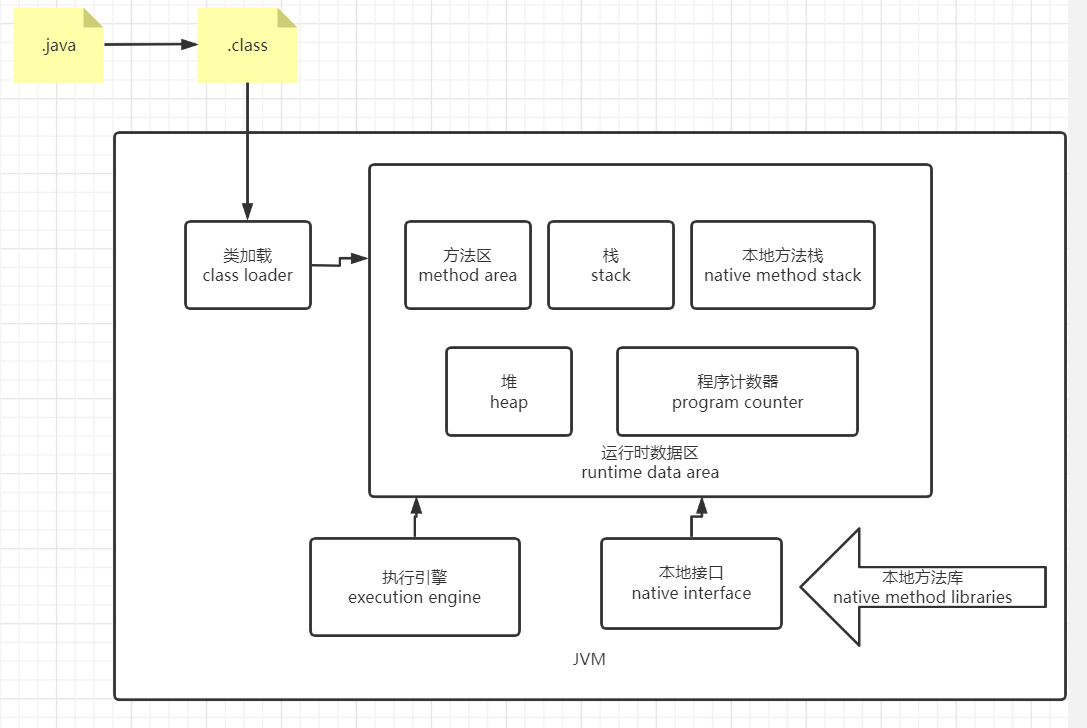 .java
.class
类加载
class loader
方法区
method area
栈
stack
本地方法栈
native method stack
堆
heap
程序计数器
program counter
运行时数据区
runtime data area
执行引擎
execution engine
本地接口
native interface
本地方法库
native method libraries
JVM